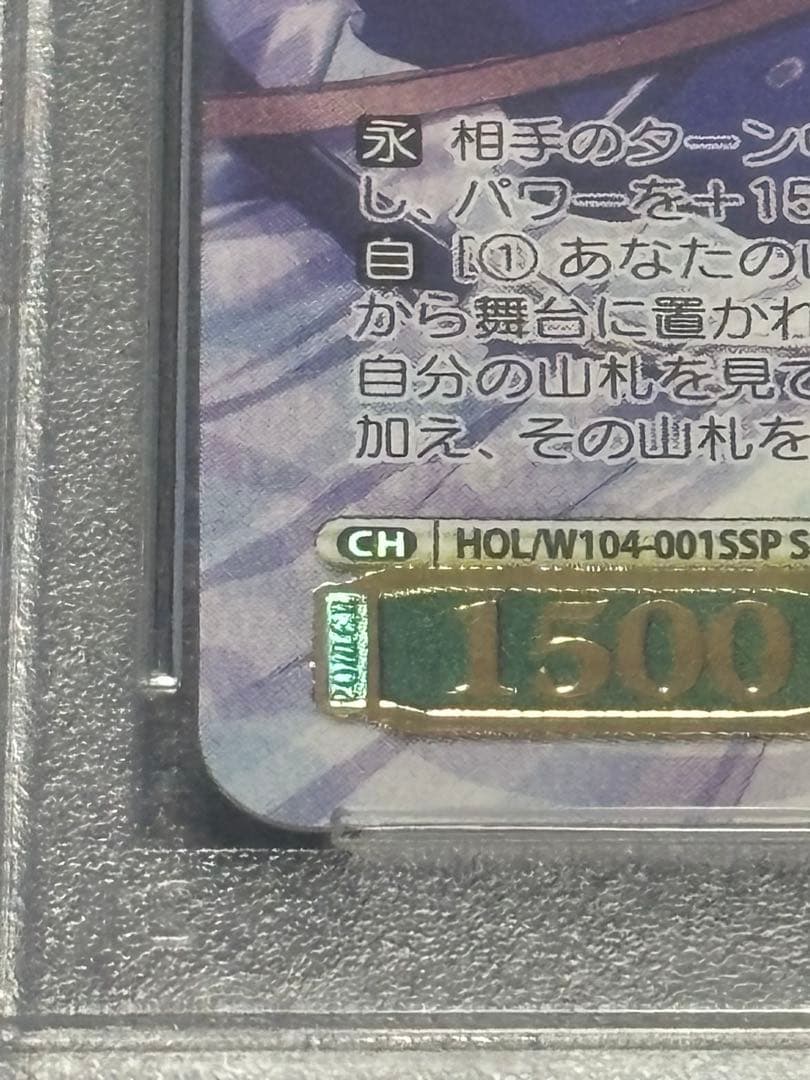 永 相手のターン
し、パワーを+15
自 [① あなたの
から舞台に置かわ
自分の山札を見て
加え、その山札を
CH HOL/W104-001SSP S
POWER 1500